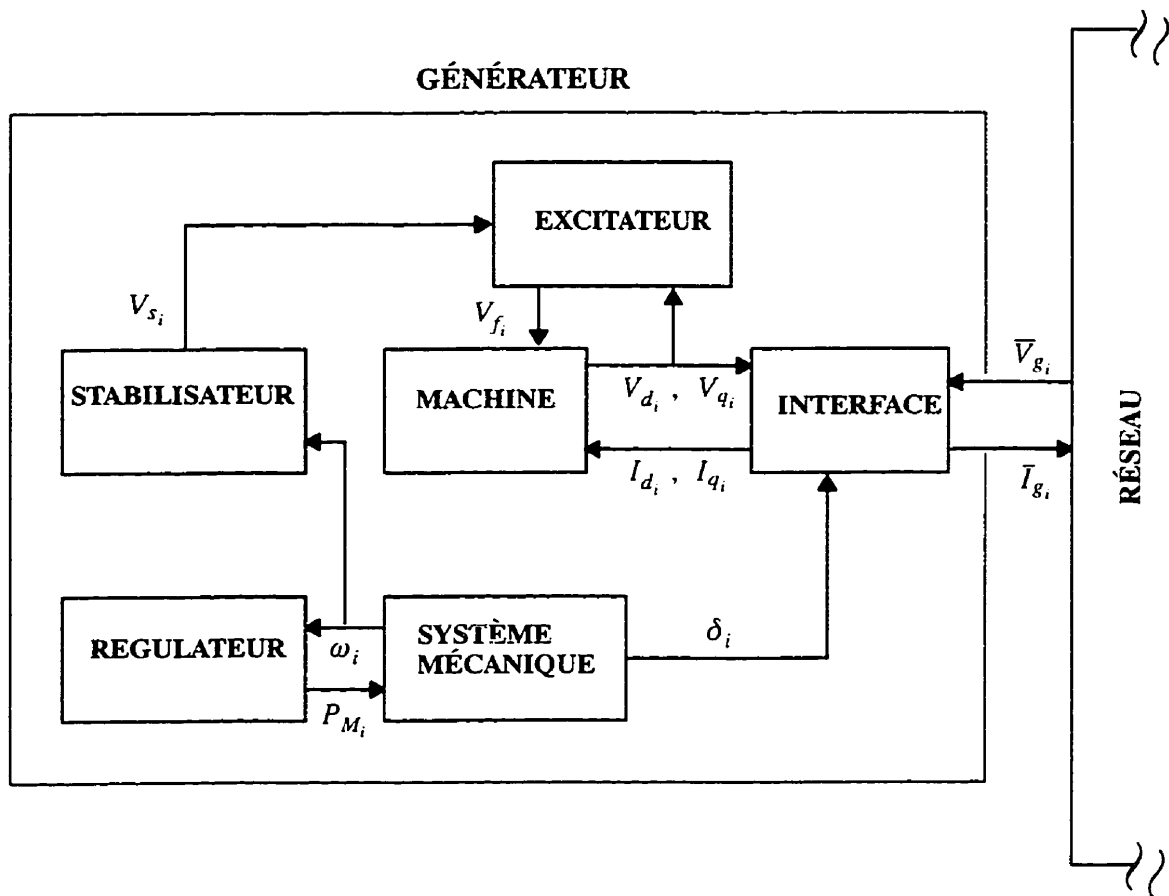 GÉNÉRATEUR
EXCITATEUR
V_{s_i}
V_{f_i}
STABILISATEUR
MACHINE
V_{d_i} , V_{q_i}
INTERFACE
\overline{V}_{g_i}
I_{d_i} , I_{q_i}
\overline{I}_{g_i}
RÉSEAU
REGULATEUR
ω_i
SYSTÈME
MÉCANIQUE
δ_i
P_{M_i}